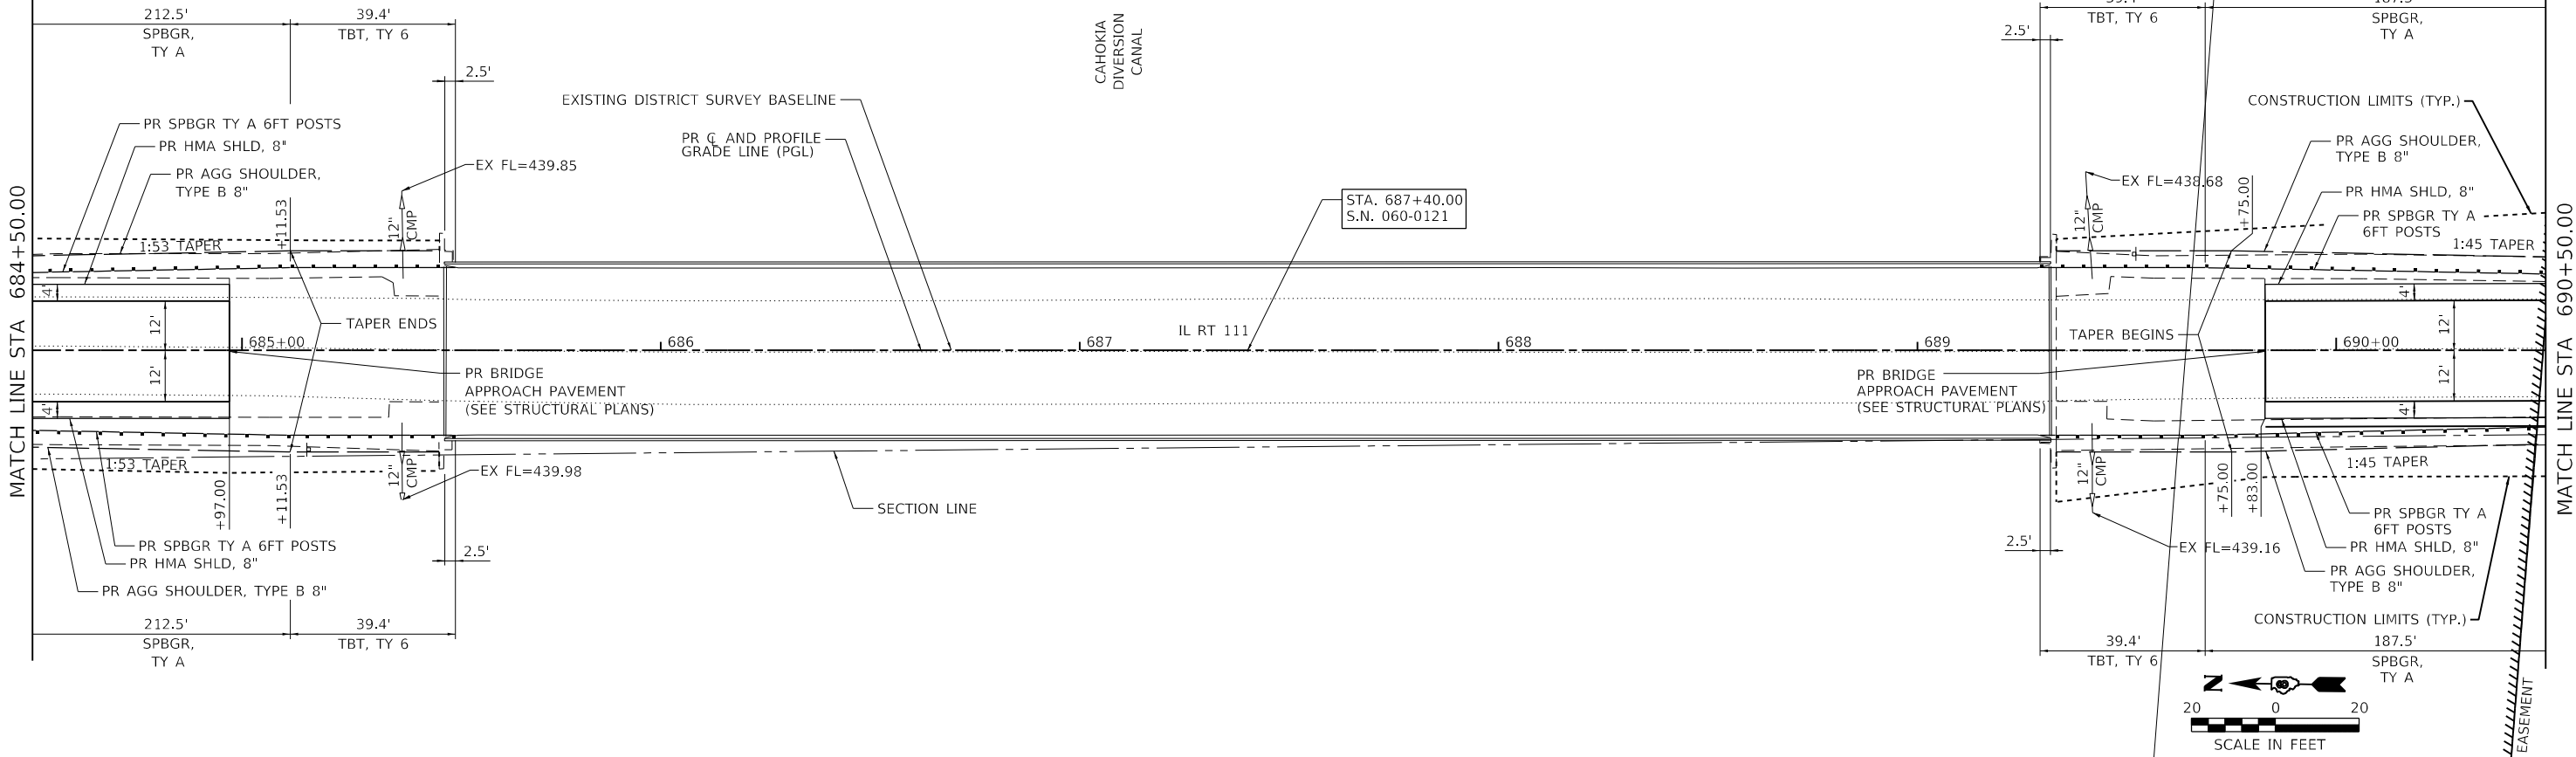 212.5'
SPBGR,
TY A
39.4'
TBT, TY 6
2.5'
CAHOKIA
DIVERSION
CANAL
TBT, TY 6
SPBGR,
TY A
2.5'
EXISTING DISTRICT SURVEY BASELINE
PR ℄ AND PROFILE
GRADE LINE (PGL)
PR SPBGR TY A 6FT POSTS
PR HMA SHLD, 8"
PR AGG SHOULDER,
TYPE B 8"
EX FL=439.85
12"
CMP
+11.53
1:53 TAPER
MATCH LINE STA 684+50.00
4'
12'
12'
4'
685+00
TAPER ENDS
PR BRIDGE
APPROACH PAVEMENT
(SEE STRUCTURAL PLANS)
686
687
IL RT 111
688
689
STA. 687+40.00
S.N. 060-0121
CONSTRUCTION LIMITS (TYP.)
PR AGG SHOULDER,
TYPE B 8"
EX FL=438.68
12"
CMP
+75.00
PR HMA SHLD, 8"
PR SPBGR TY A
6FT POSTS
1:45 TAPER
TAPER BEGINS
690+00
4'
12'
12'
4'
MATCH LINE STA 690+50.00
PR BRIDGE
APPROACH PAVEMENT
(SEE STRUCTURAL PLANS)
1:53 TAPER
+97.00
+11.53
12"
CMP
EX FL=439.98
SECTION LINE
PR SPBGR TY A 6FT POSTS
PR HMA SHLD, 8"
PR AGG SHOULDER, TYPE B 8"
2.5'
212.5'
SPBGR,
TY A
39.4'
TBT, TY 6
1:45 TAPER
12"
CMP
+75.00
+83.00
2.5'
EX FL=439.16
PR SPBGR TY A
6FT POSTS
PR HMA SHLD, 8"
PR AGG SHOULDER,
TYPE B 8"
CONSTRUCTION LIMITS (TYP.)
39.4'
TBT, TY 6
187.5'
SPBGR,
TY A
N
20 0 20
SCALE IN FEET
EASEMENT